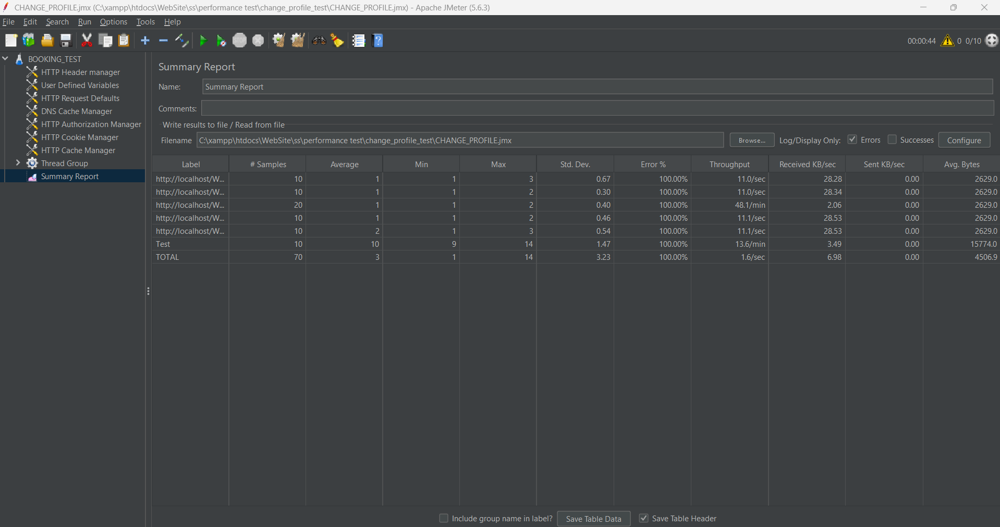 CHANGE_PROFILE.jmx (C:\xampp\htdocs\WebSite\ss\performance test\change_profile_test\CHANGE_PROFILE.jmx) - Apache JMeter (5.6.3)
File Edit Search Run Options Tools Help
STOP ? 00:00:44 0 0/10
BOOKING_TEST
HTTP Header manager
User Defined Variables
HTTP Request Defaults
DNS Cache Manager
HTTP Authorization Manager
HTTP Cookie Manager
HTTP Cache Manager
Thread Group
Summary Report
Summary Report
Name: Summary Report
Comments:
Write results to file / Read from file
Filename C:\xampp\htdocs\WebSite\ss\performance test\change_profile_test\CHANGE_PROFILE.jmx Browse... Log/Display Only: Errors Successes Configure
Label # Samples Average Min Max Std. Dev. Error % Throughput Received KB/sec Sent KB/sec Avg. Bytes
http://localhost/W... 10 1 1 3 0.67 100.00% 11.0/sec 28.28 0.00 2629.0
http://localhost/W... 10 1 1 2 0.30 100.00% 11.0/sec 28.34 0.00 2629.0
http://localhost/W... 20 1 1 2 0.40 100.00% 48.1/min 2.06 0.00 2629.0
http://localhost/W... 10 1 1 2 0.46 100.00% 11.1/sec 28.53 0.00 2629.0
http://localhost/W... 10 2 1 3 0.54 100.00% 11.1/sec 28.53 0.00 2629.0
Test 10 10 9 14 1.47 100.00% 13.6/min 3.49 0.00 15774.0
TOTAL 70 3 1 14 3.23 100.00% 1.6/sec 6.98 0.00 4506.9
Include group name in label? Save Table Data Save Table Header